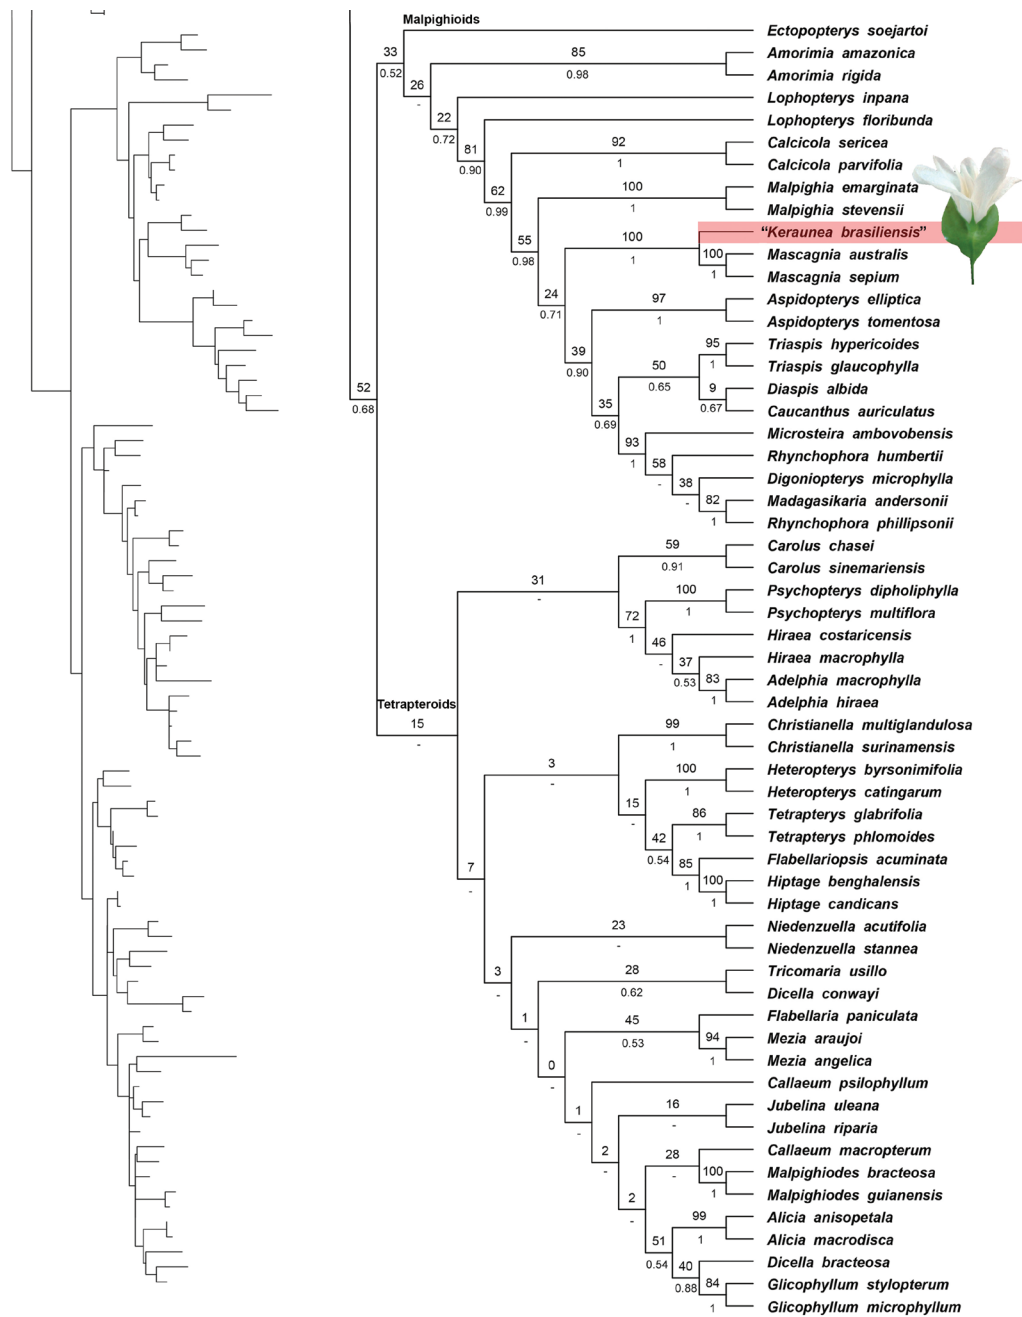 Malpighioids
Ectopopterys soejartoi
33
0.52
85
0.98
Amorimia amazonica
Amorimia rigida
26
-
Lophopterys inpana
22
0.72
Lophopterys floribunda
81
0.90
92
1
Calcicola sericea
Calcicola parvifolia
62
0.99
100
1
Malpighia emarginata
Malpighia stevensii
55
0.98
100
1
"Keraunea brasiliensis"
100
1
Mascagnia australis
Mascagnia sepium
24
0.71
97
1
Aspidopterys elliptica
Aspidopterys tomentosa
39
0.90
95
1
Triaspis hypericoides
Triaspis glaucophylla
50
0.65
9
0.67
Diaspis albida
Caucanthus auriculatus
35
0.69
93
1
Microsteira ambovobensis
58
-
Rhynchophora humbertii
38
-
Digoniopterys microphylla
82
1
Madagasikaria andersonii
Rhynchophora phillipsonii
52
0.68
59
0.91
Carolus chasei
Carolus sinemariensis
31
-
100
1
Psychopterys dipholiphylla
Psychopterys multiflora
72
1
46
-
Hiraea costaricensis
37
0.53
Hiraea macrophylla
83
1
Adelphia macrophylla
Adelphia hiraea
Tetrapteroids
15
-
99
1
Christianella multiglandulosa
Christianella surinamensis
3
-
100
1
Heteropterys byrsonimifolia
Heteropterys catingarum
15
-
86
1
Tetrapterys glabrifolia
Tetrapterys phlomoides
42
0.54
85
1
Flabellariopsis acuminata
100
1
Hiptage benghalensis
Hiptage candicans
7
-
23
-
Niedenzuella acutifolia
Niedenzuella stannea
3
-
28
0.62
Tricomaria usillo
Dicella conwayi
1
-
45
0.53
Flabellaria paniculata
94
1
Mezia araujoi
Mezia angelica
0
-
Callaeum psilophyllum
1
-
16
-
Jubelina uleana
Jubelina riparia
2
-
28
-
Callaeum macropterum
100
1
Malpighiodes bracteosa
Malpighiodes guianensis
2
-
99
1
Alicia anisopetala
Alicia macrodisca
51
0.54
40
0.88
Dicella bracteosa
84
1
Glicophyllum stylopterum
Glicophyllum microphyllum